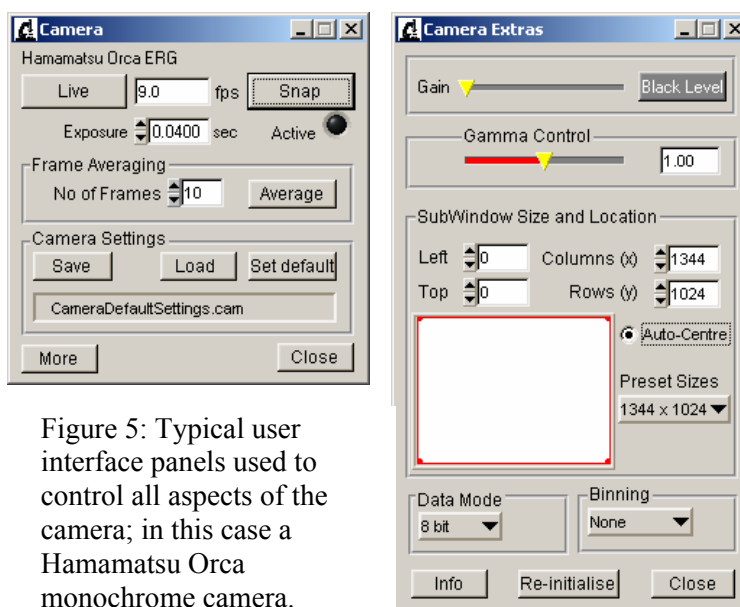 Camera
Hamamatsu Orca ERG
Live 9.0 fps Snap
Exposure 0.0400 sec Active
Frame Averaging
No of Frames 10 Average
Camera Settings
Save Load Set default
CameraDefaultSettings.cam
More Close
Figure 5: Typical user
interface panels used to
control all aspects of the
camera; in this case a
Hamamatsu Orca
monochrome camera.
Camera Extras
Gain Black Level
Gamma Control
1.00
SubWindow Size and Location
Left 0 Columns (x) 1344
Top 0 Rows (y) 1024
Auto-Centre
Preset Sizes
1344 x 1024
Data Mode Binning
8 bit None
Info Re-initialise Close